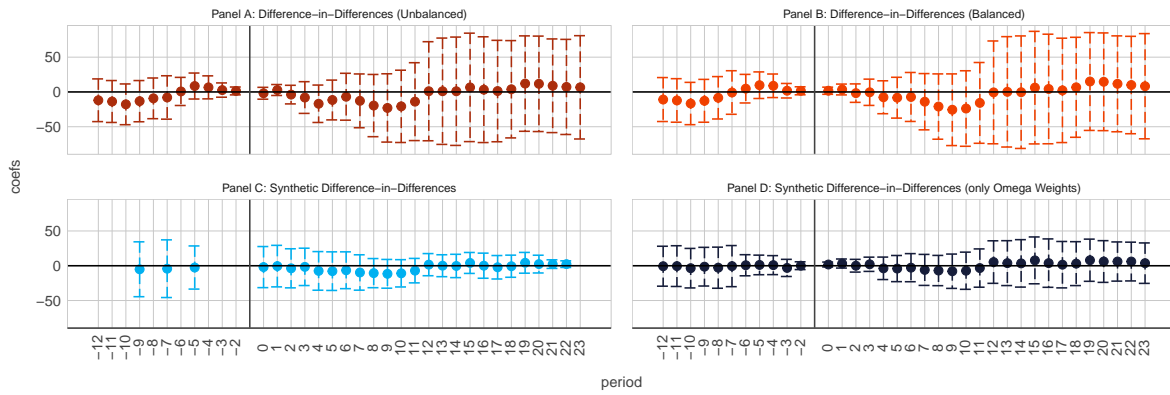 Panel A: Difference−in−Differences (Unbalanced)
Panel B: Difference−in−Differences (Balanced)
50
0
−50
coefs
Panel C: Synthetic Difference−in−Differences
Panel D: Synthetic Difference−in−Differences (only Omega Weights)
50
0
−50
−12 −11 −10 −9 −8 −7 −6 −5 −4 −3 −2 0 1 2 3 4 5 6 7 8 9 10 11 12 13 14 15 16 17 18 19 20 21 22 23
−12 −11 −10 −9 −8 −7 −6 −5 −4 −3 −2 0 1 2 3 4 5 6 7 8 9 10 11 12 13 14 15 16 17 18 19 20 21 22 23
period